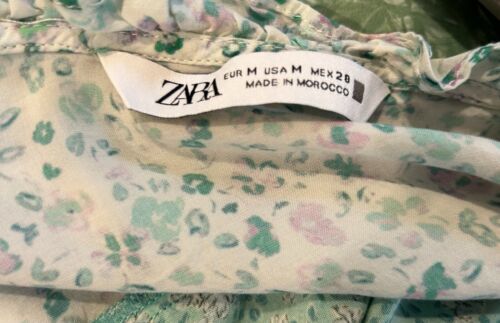 ZARA
EUR M USA M MEX 28
MADE IN MOROCCO